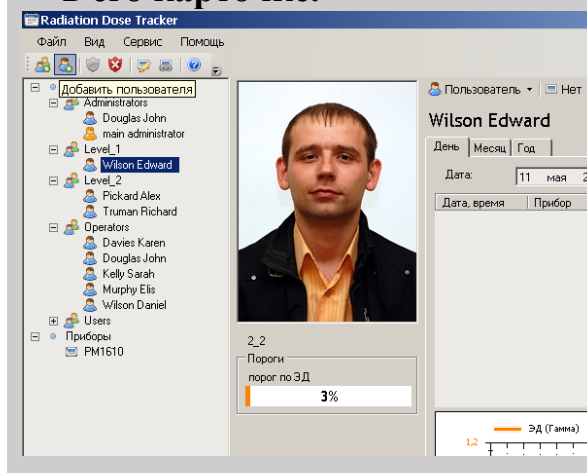 Radiation Dose Tracker
Файл Вид Сервис Помощь
Добавить пользователя
Administrators
Douglas John
main administrator
Level_1
Wilson Edward
Level_2
Pickard Alex
Truman Richard
Operators
Davies Karen
Douglas John
Kelly Sarah
Murphy Elis
Wilson Daniel
Users
Приборы
PM1610
2_2
Пороги
порог по ЭД
3%
Пользователь Нет
Wilson Edward
День Месяц Год
Дата: 11 мая 2
Дата, время Прибор
ЭД (Гамма)
1,2